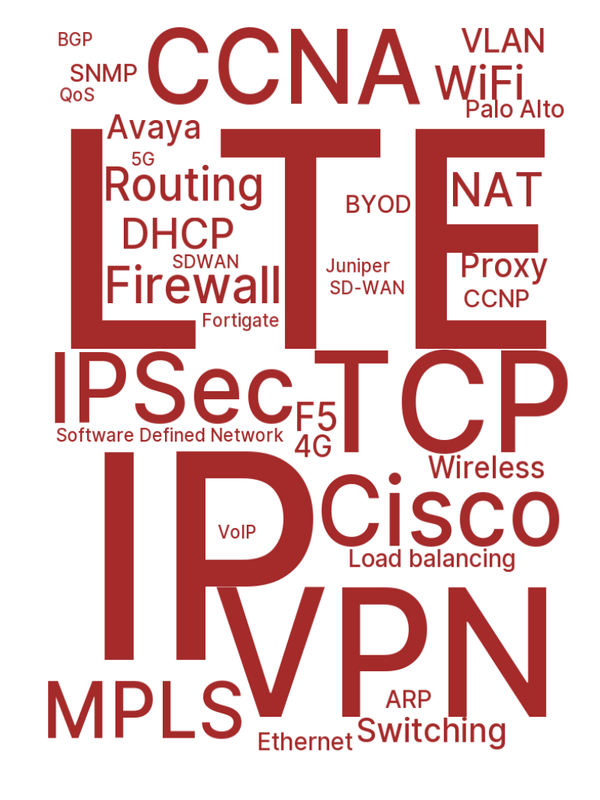 BGP
CCNA
VLAN
SNMP
WiFi
QoS
Palo Alto
Avaya
LTE
5G
Routing
NAT
BYOD
DHCP
SDWAN
Juniper
Proxy
Firewall
SD-WAN
CCNP
Fortigate
IPSec
TCP
F5
Software Defined Network
4G
Wireless
IP
Cisco
VoIP
Load balancing
VPN
MPLS
ARP
Switching
Ethernet